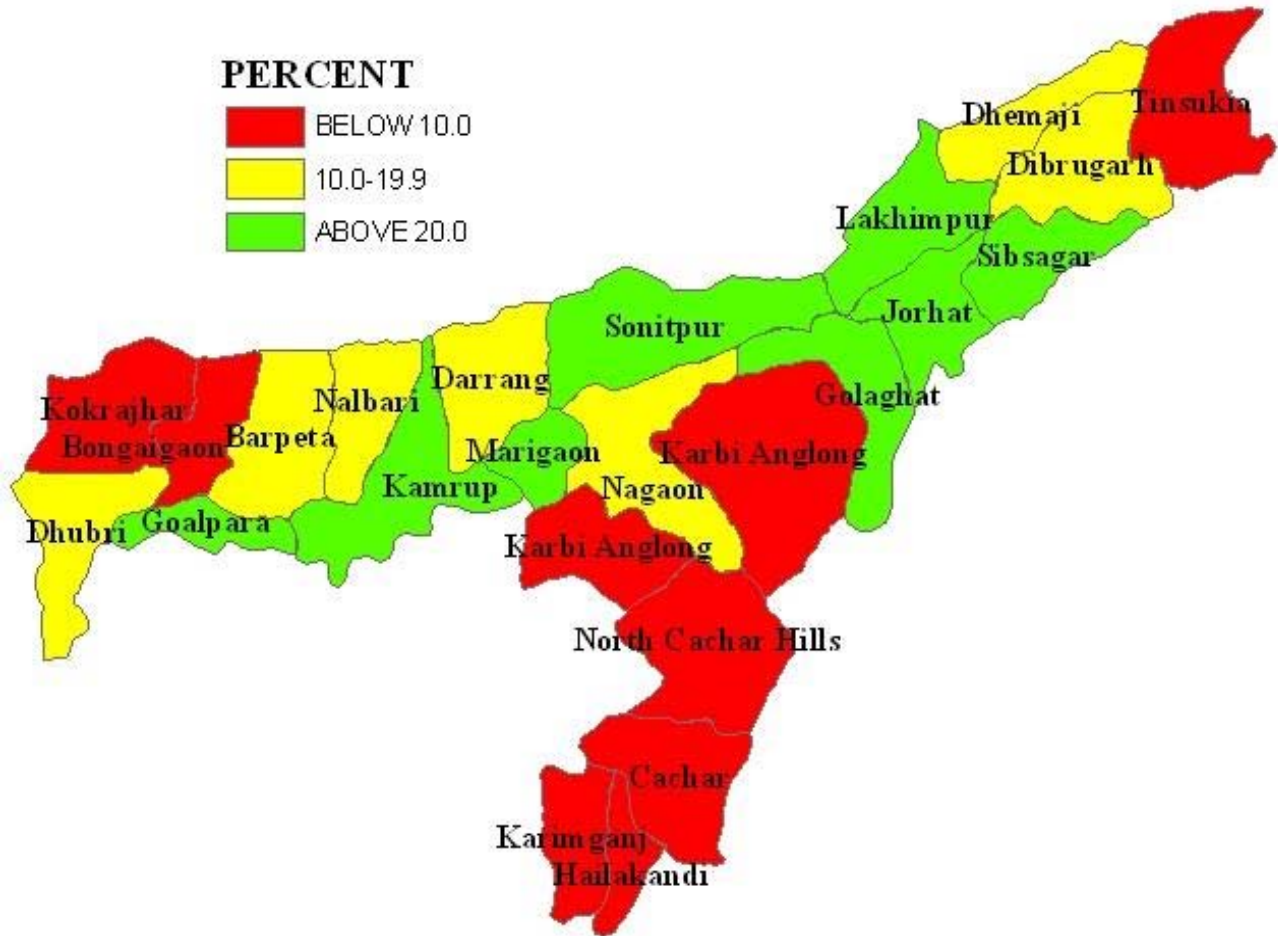 PERCENT
BELOW 10.0
10.0-19.9
ABOVE 20.0
Tinsukia
Dhemaji
Dibrugarh
Lakhimpur
Sibsagar
Jorhat
Sonitpur
Darrang
Golaghat
Nalbari
Kokrajhar
Bongaigaon
Barpeta
Marigaon
Karbi Anglong
Kamrup
Nagaon
Goalpara
Dhubri
Karbi Anglong
North Cachar Hills
Cachar
Karimganj
Hailakandi